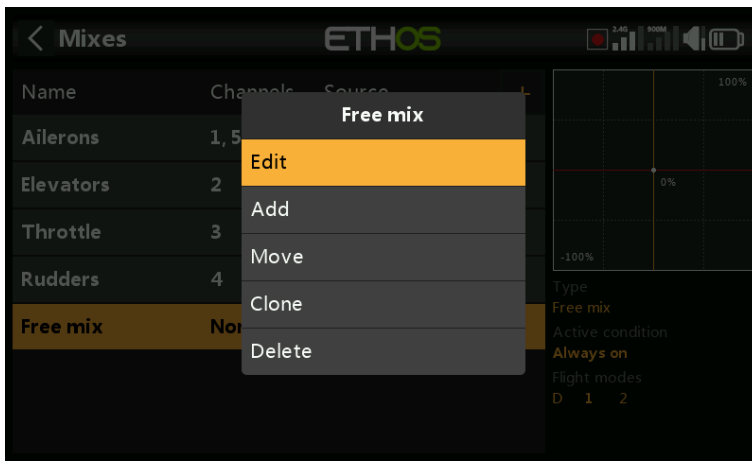 Mixes
ETHOS
2.4G 900M
Name Channels Source +
Ailerons 1, 5
Elevators 2
Throttle 3
Rudders 4
Free mix Nor
Free mix
Edit
Add
Move
Clone
Delete
100%
0%
-100%
Type
Free mix
Active condition
Always on
Flight modes
D 1 2